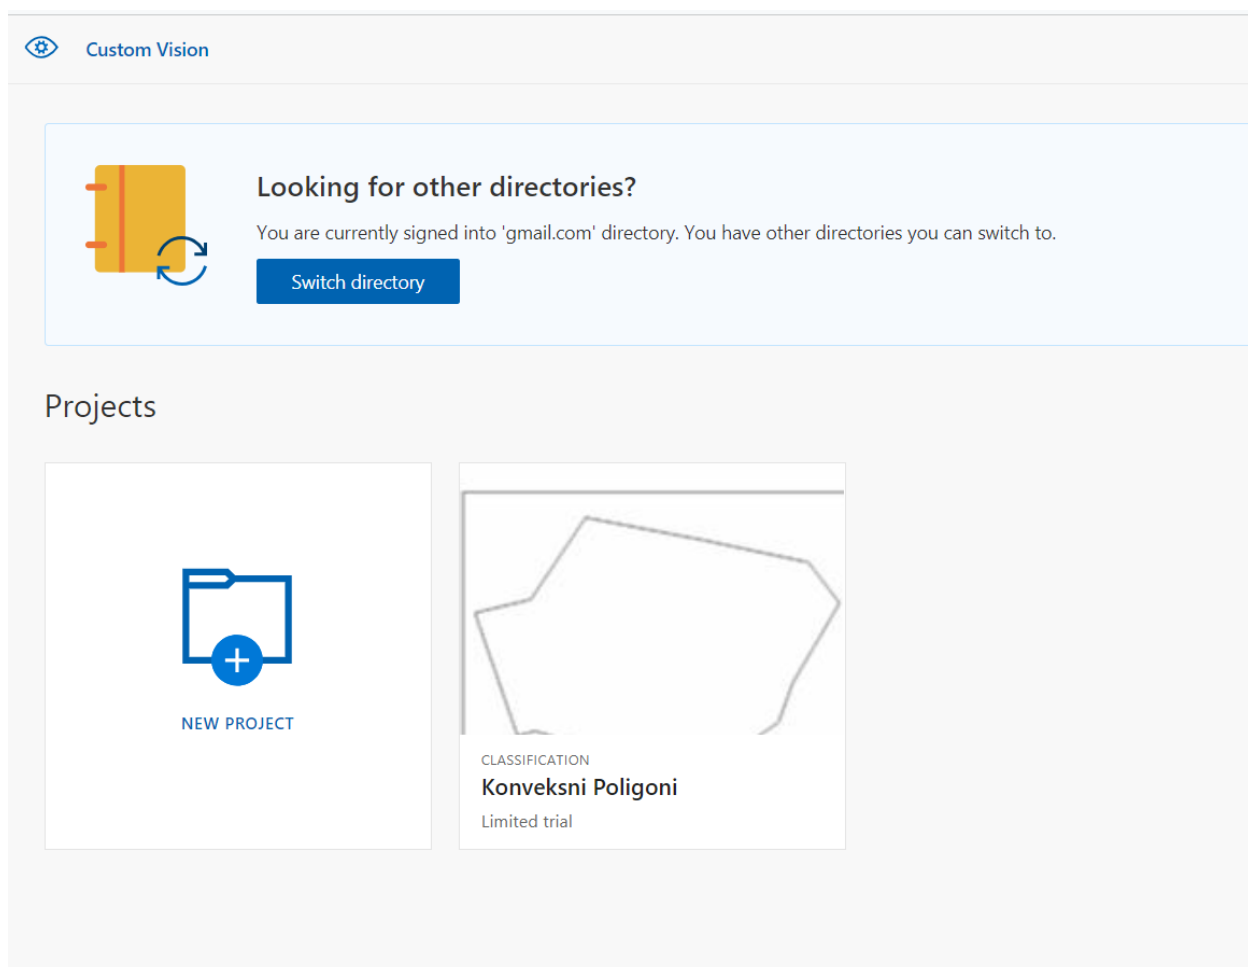 Custom Vision
Looking for other directories?
You are currently signed into 'gmail.com' directory. You have other directories you can switch to.
Switch directory
Projects
NEW PROJECT
CLASSIFICATION
Konveksni Poligoni
Limited trial